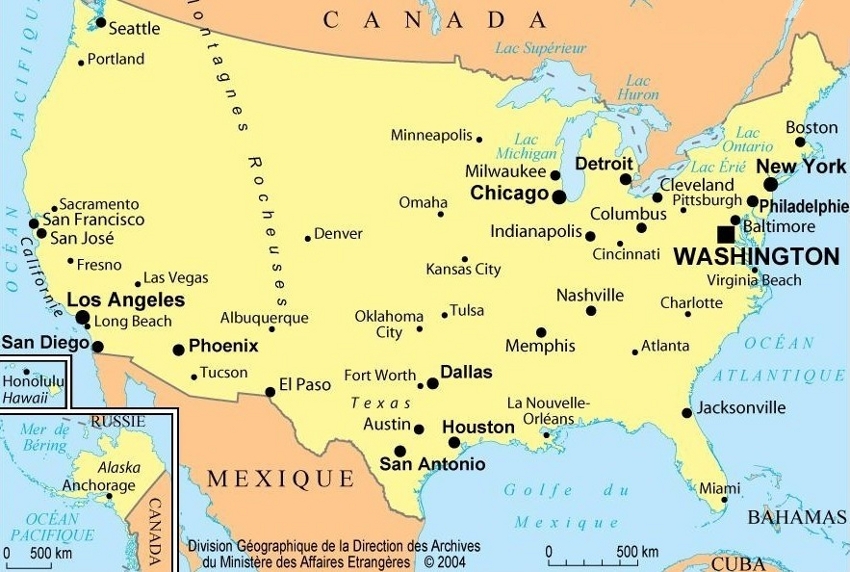 CANADA
Seattle
Portland
PACIFIQUE
Montagnes Rocheuses
Lac Supérieur
Lac
Huron
Lac
Michigan
Lac
Ontario
Lac Érié
Minneapolis
Milwaukee
Chicago
Detroit
Boston
New York
Cleveland
Pittsburgh
Philadelphie
Baltimore
WASHINGTON
Virginia Beach
Omaha
Columbus
Indianapolis
Cincinnati
Sacramento
San Francisco
San José
OCÉAN
Californie
Fresno
Denver
Kansas City
Las Vegas
Los Angeles
Long Beach
Albuquerque
Oklahoma
City
Tulsa
Nashville
Charlotte
Memphis
Atlanta
San Diego
Phoenix
Tucson
El Paso
Fort Worth
Dallas
Texas
Austin
Houston
San Antonio
La Nouvelle-
Orléans
Jacksonville
Miami
OCÉAN
ATLANTIQUE
Honolulu
Hawaii
RUSSIE
Mer de
Béring
Alaska
Anchorage
CANADA
OCÉAN
PACIFIQUE
0 500 km
MEXIQUE
Golfe du
Mexique
BAHAMAS
CUBA
Division Géographique de la Direction des Archives
du Ministère des Affaires Etrangères © 2004
0 500 km